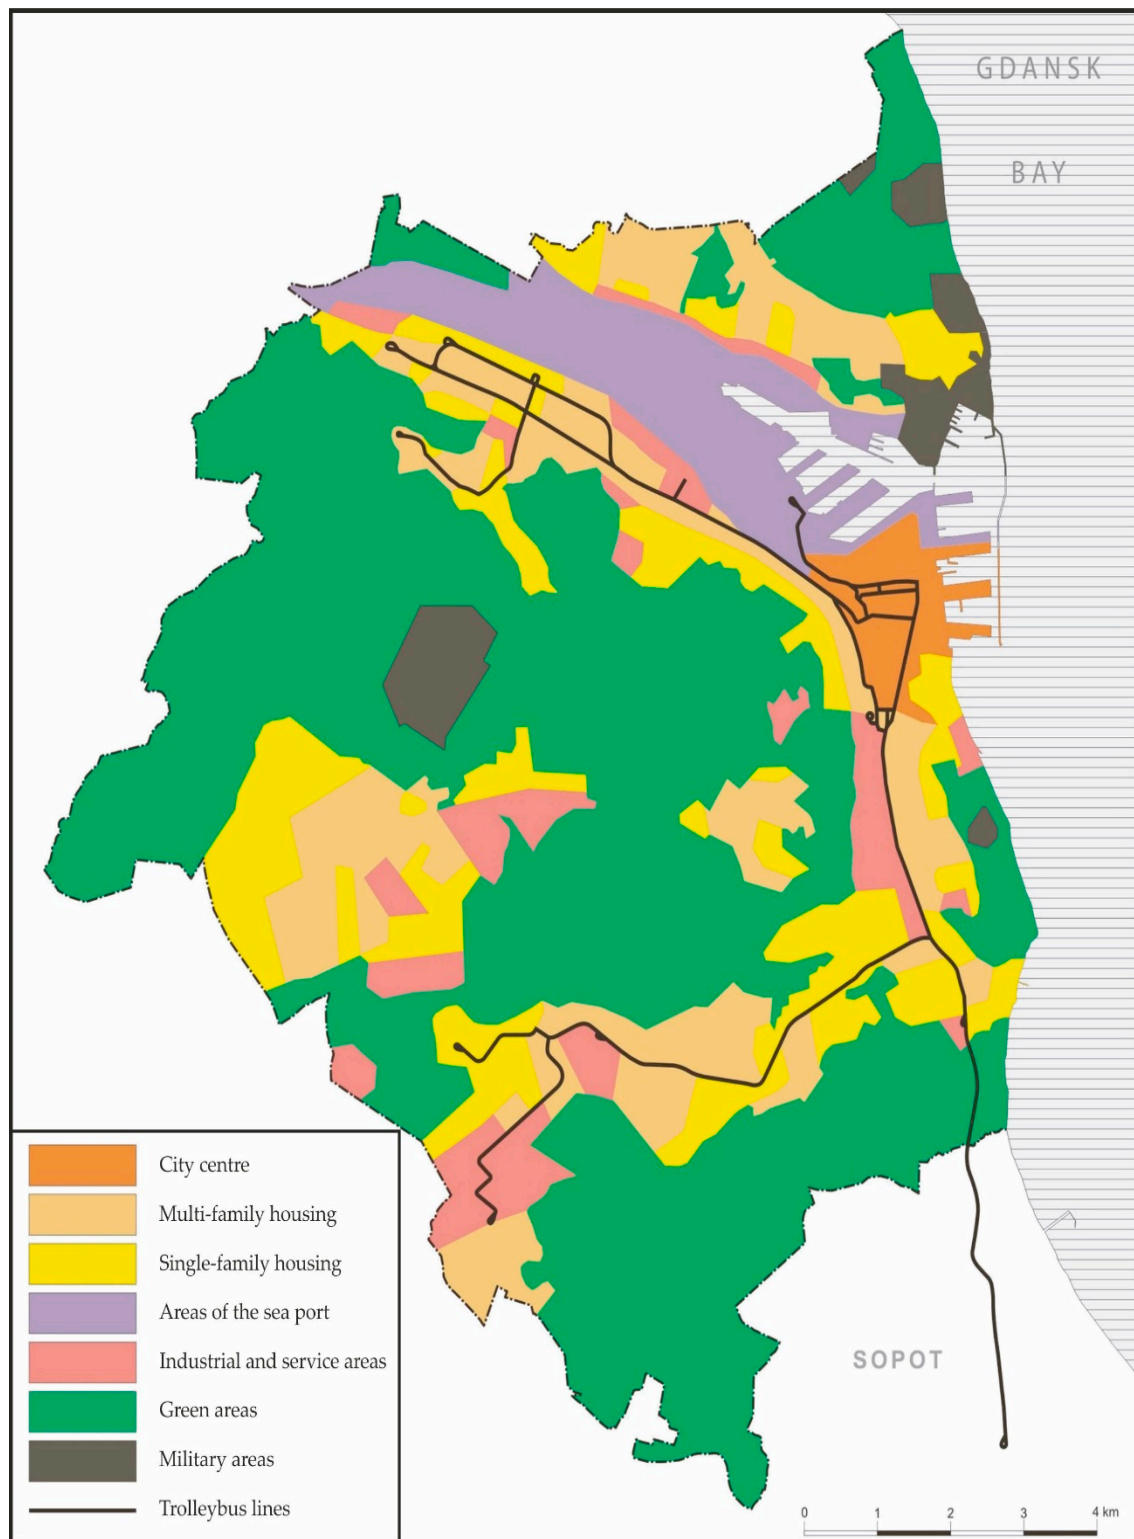 GDANSK
BAY
City centre
Multi-family housing
Single-family housing
Areas of the sea port
Industrial and service areas
Green areas
Military areas
Trolleybus lines
SOPOT
0 1 2 3 4 km